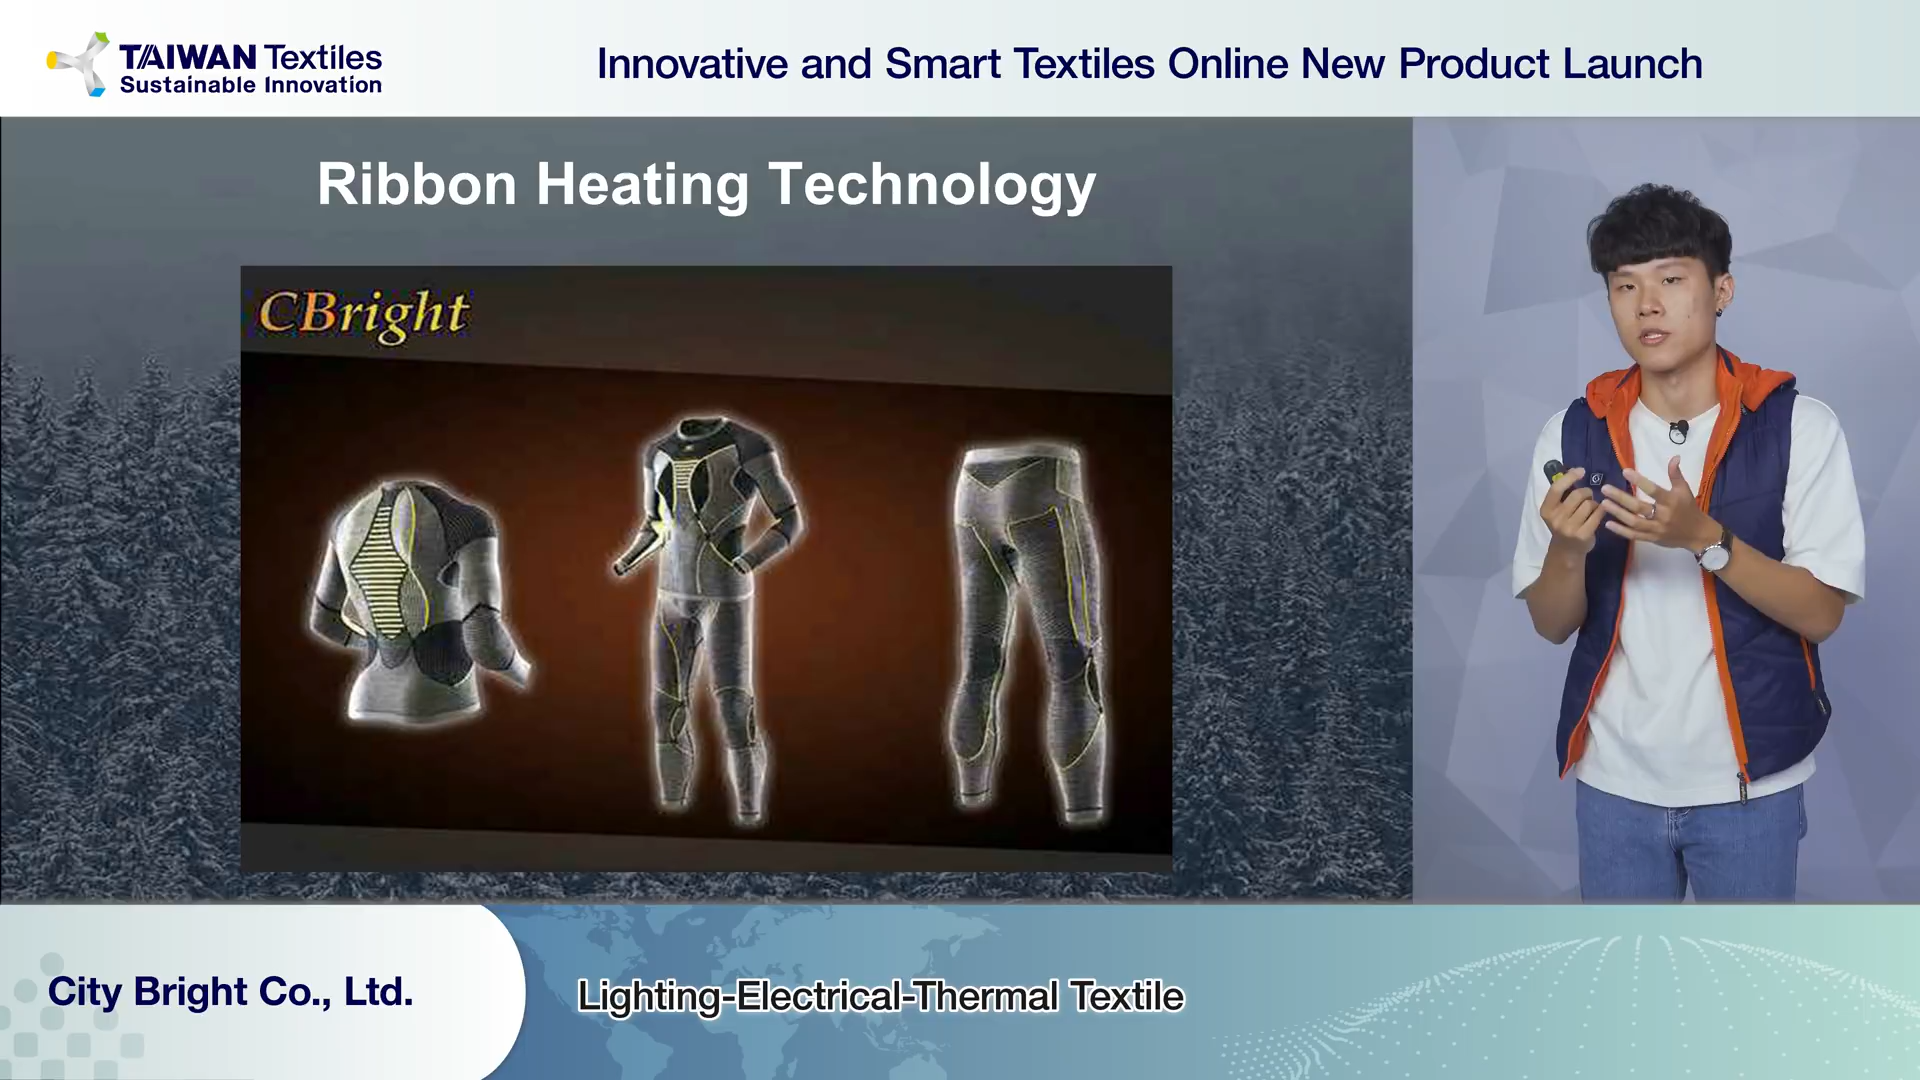 TAIWAN Textiles
Sustainable Innovation
Innovative and Smart Textiles Online New Product Launch
Ribbon Heating Technology
CBright
City Bright Co., Ltd.
Lighting-Electrical-Thermal Textile